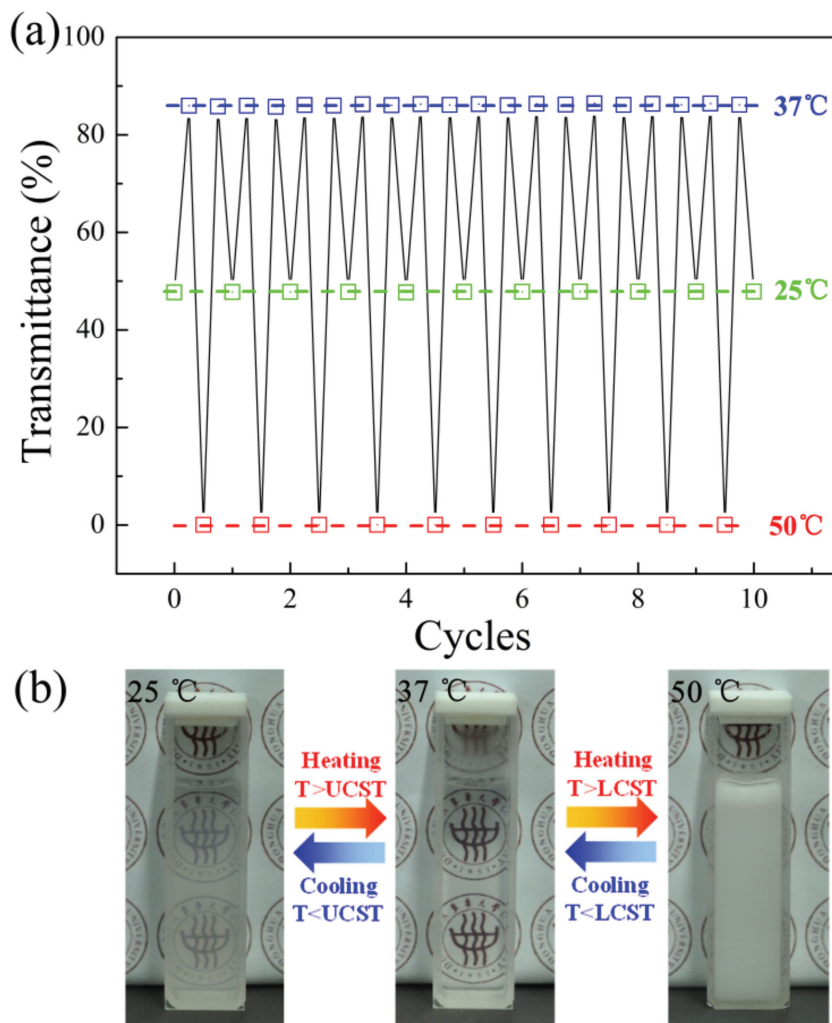 (a)
100
80
60
40
20
0
Transmittance (%)
37℃
25℃
50℃
0 2 4 6 8 10
Cycles
(b)
25 ℃
37 ℃
50 ℃
Heating
T>UCST
Cooling
T<UCST
Heating
T>LCST
Cooling
T<LCST